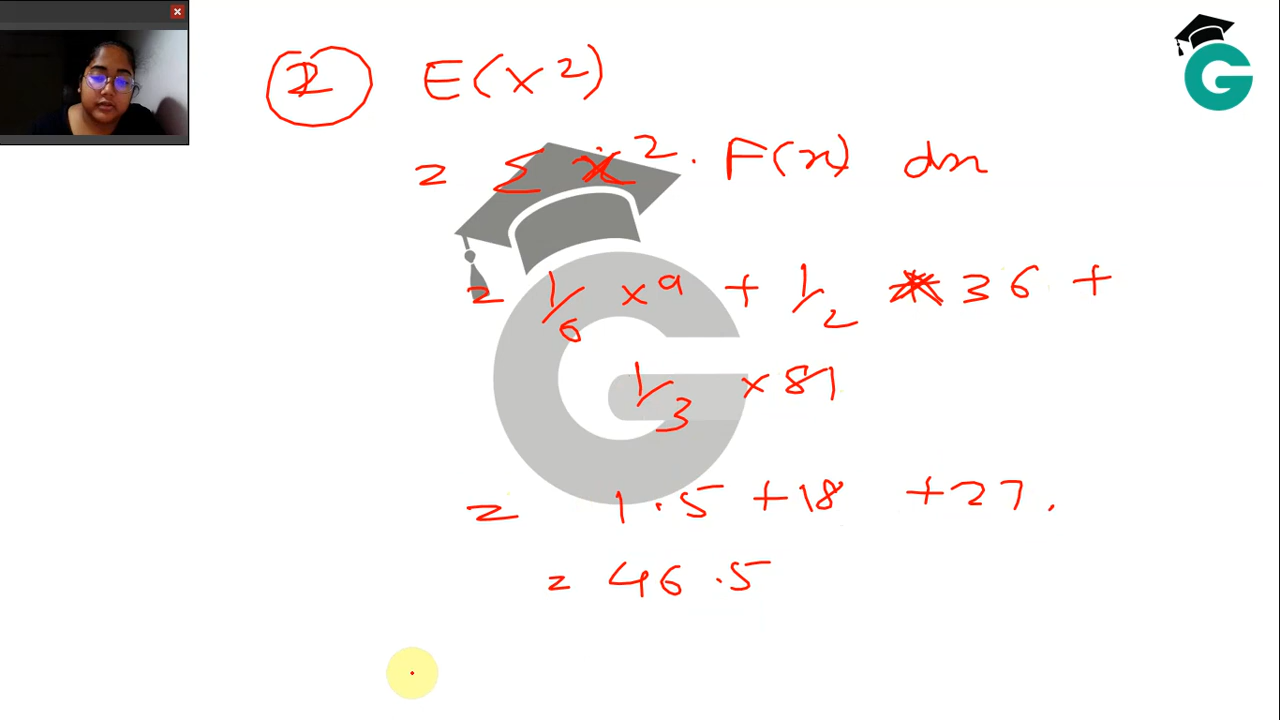 ② E(x²)
= Σ x². F(x) dx
= 1/6 x 9 + 1/2 * 36 +
1/3 x 81
= 1.5 + 18 + 27.
= 46.5
G
G